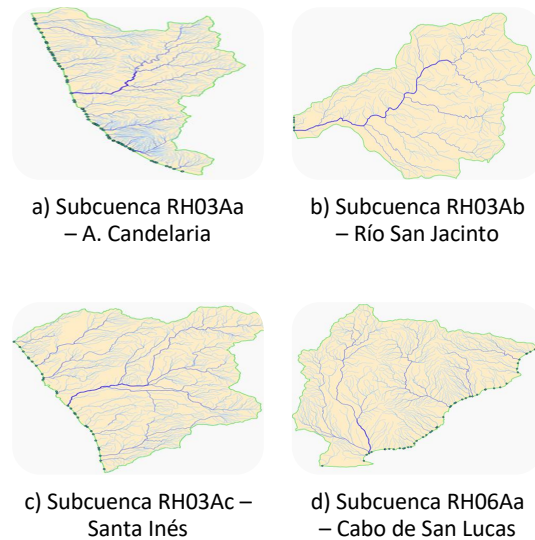 a) Subcuenca RH03Aa
– A. Candelaria
b) Subcuenca RH03Ab
– Río San Jacinto
c) Subcuenca RH03Ac –
Santa Inés
d) Subcuenca RH06Aa
– Cabo de San Lucas